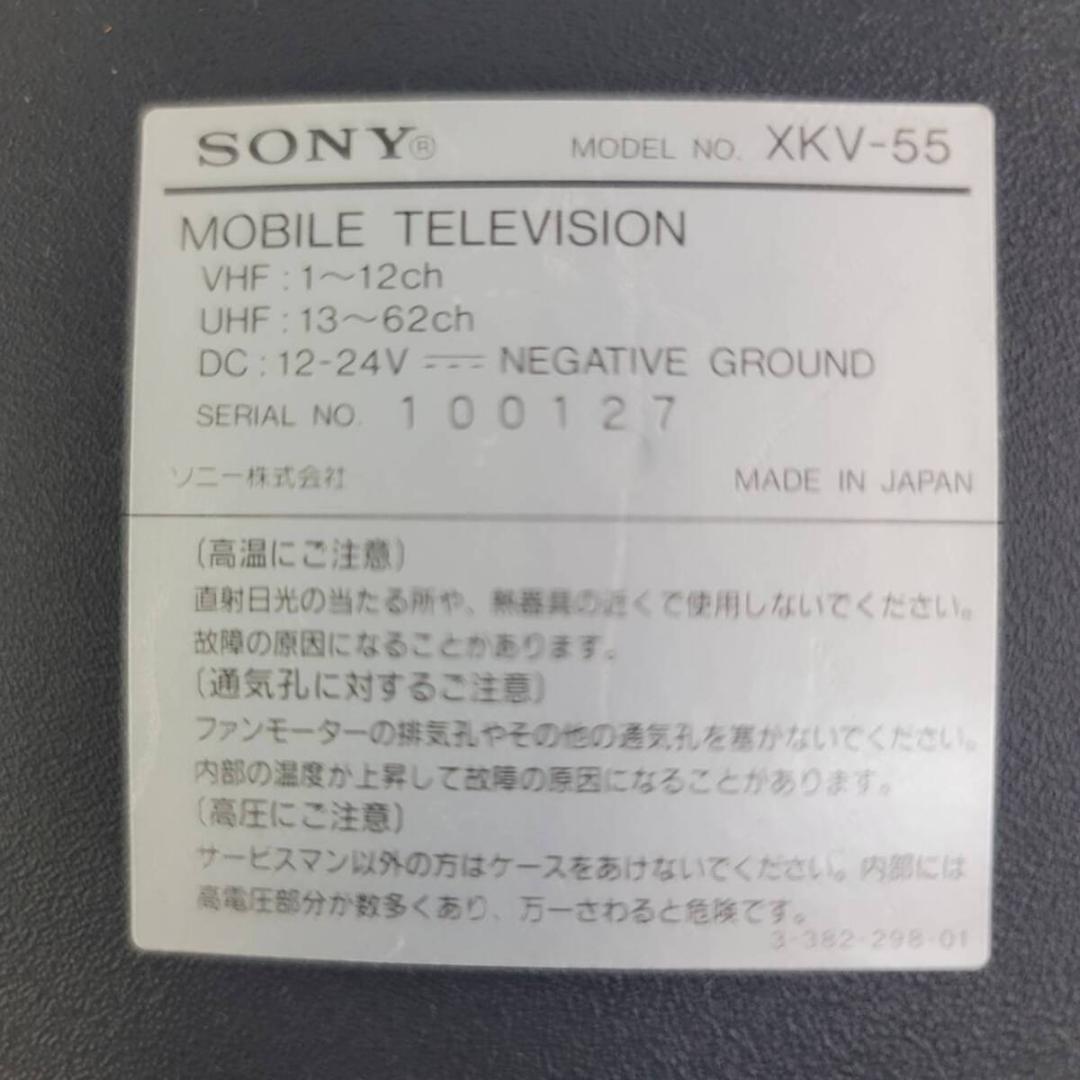 SONY® MODEL NO. XKV-55
MOBILE TELEVISION
VHF : 1～12ch
UHF : 13～62ch
DC : 12-24V ⎓ NEGATIVE GROUND
SERIAL NO. 100127
ソニー株式会社 MADE IN JAPAN
〔高温にご注意〕
直射日光の当たる所や、熱器具の近くで使用しないでください。
故障の原因になることがあります。
〔通気孔に対するご注意〕
ファンモーターの排気孔やその他の通気孔を塞がないでください。
内部の温度が上昇して故障の原因になることがあります。
〔高圧にご注意〕
サービスマン以外の方はケースをあけないでください。内部には
高電圧部分が数多くあり、万一さわると危険です。
3-382-298-01